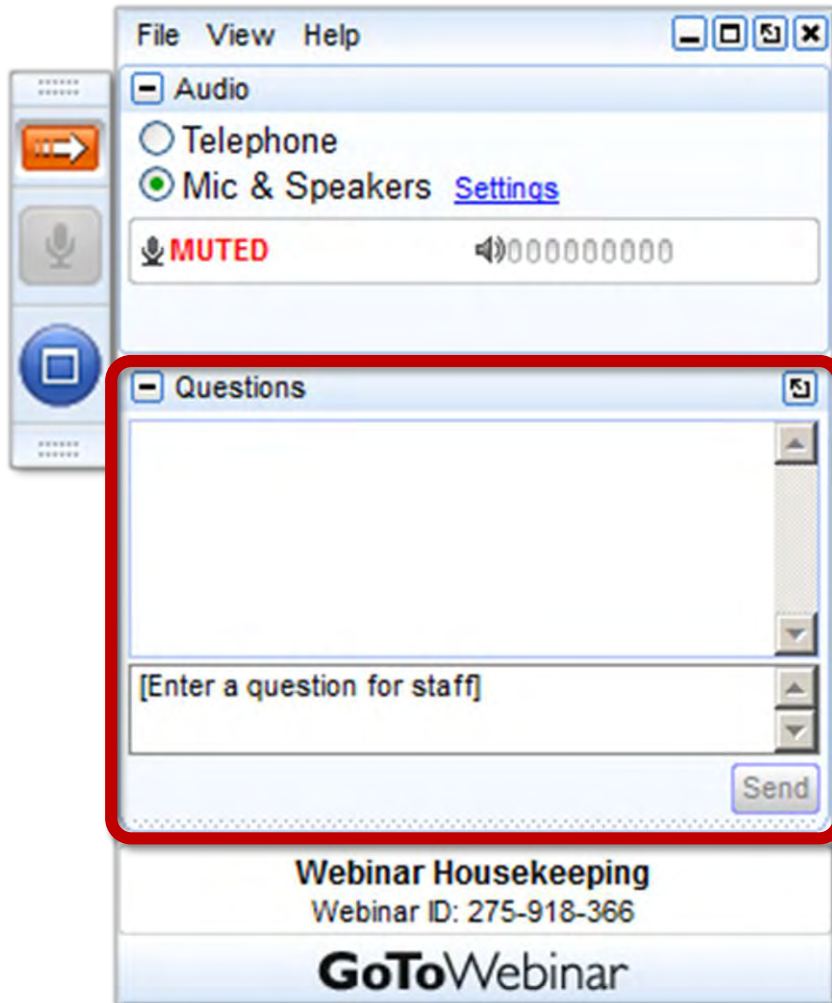 File View Help
Audio
Telephone
Mic & Speakers Settings
MUTED
Questions
[Enter a question for staff]
Send
Webinar Housekeeping
Webinar ID: 275-918-366
GoToWebinar